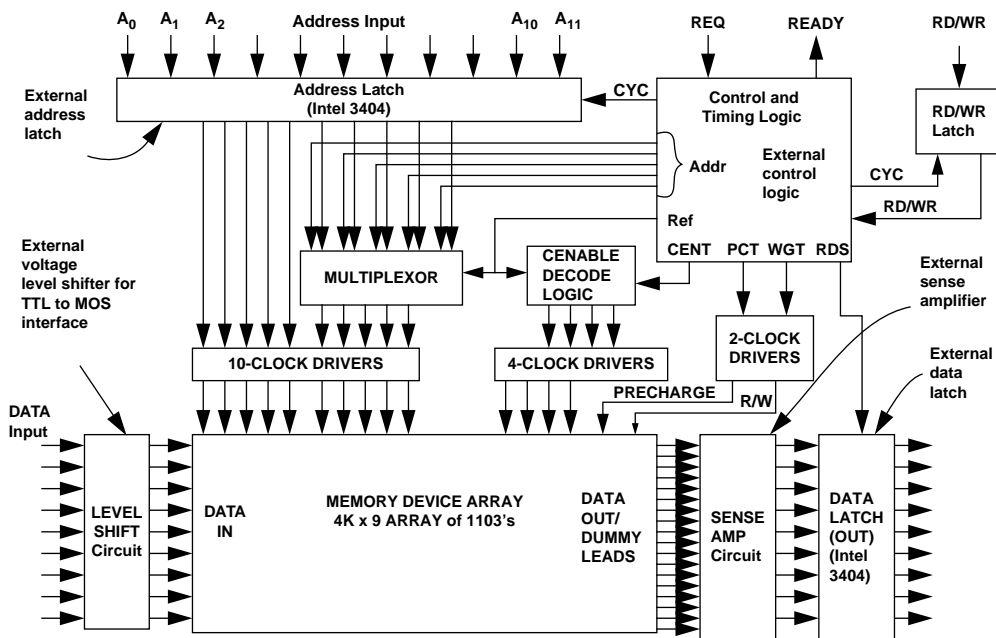 A0 A1 A2 Address Input A10 A11
REQ READY RD/WR
External
address
latch
Address Latch
(Intel 3404)
CYC
Control and
Timing Logic
RD/WR
Latch
Addr
External
control
logic
CYC
RD/WR
Ref
CENT PCT WGT RDS
External
voltage
level shifter for
TTL to MOS
interface
MULTIPLEXOR
CENABLE
DECODE
LOGIC
External
sense
amplifier
2-CLOCK
DRIVERS
10-CLOCK DRIVERS
4-CLOCK DRIVERS
External
data
latch
PRECHARGE
R/W
DATA
Input
LEVEL
SHIFT
Circuit
DATA
IN
MEMORY DEVICE ARRAY
4K x 9 ARRAY of 1103's
DATA
OUT/
DUMMY
LEADS
SENSE
AMP
Circuit
DATA
LATCH
(OUT)
(Intel
3404)